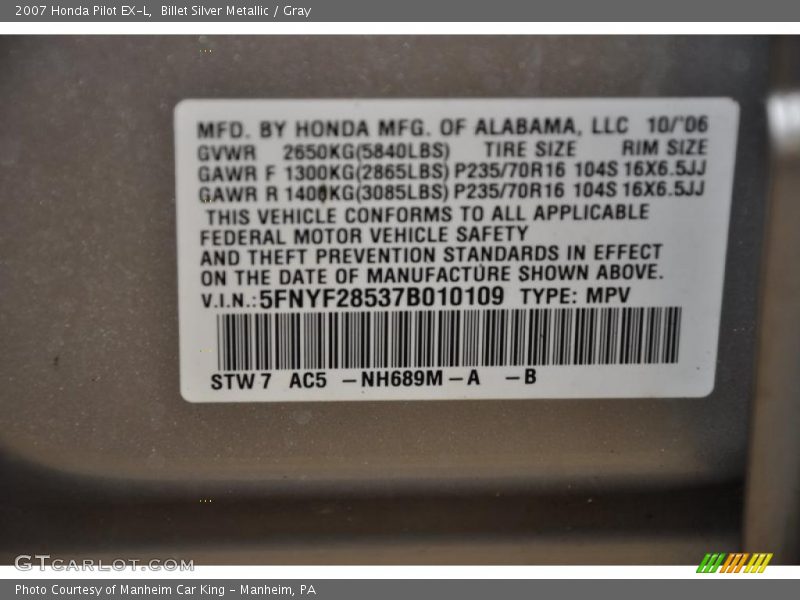 2007 Honda Pilot EX-L, Billet Silver Metallic / Gray
MFD. BY HONDA MFG. OF ALABAMA, LLC 10/'06
GVWR 2650KG(5840LBS) TIRE SIZE RIM SIZE
GAWR F 1300KG(2865LBS) P235/70R16 104S 16X6.5JJ
GAWR R 1400KG(3085LBS) P235/70R16 104S 16X6.5JJ
THIS VEHICLE CONFORMS TO ALL APPLICABLE
FEDERAL MOTOR VEHICLE SAFETY
AND THEFT PREVENTION STANDARDS IN EFFECT
ON THE DATE OF MANUFACTURE SHOWN ABOVE.
V.I.N.: 5FNYF28537B010109 TYPE: MPV
STW7 AC5 -NH689M-A -B
GTCARLOT.COM
Photo Courtesy of Manheim Car King - Manheim, PA